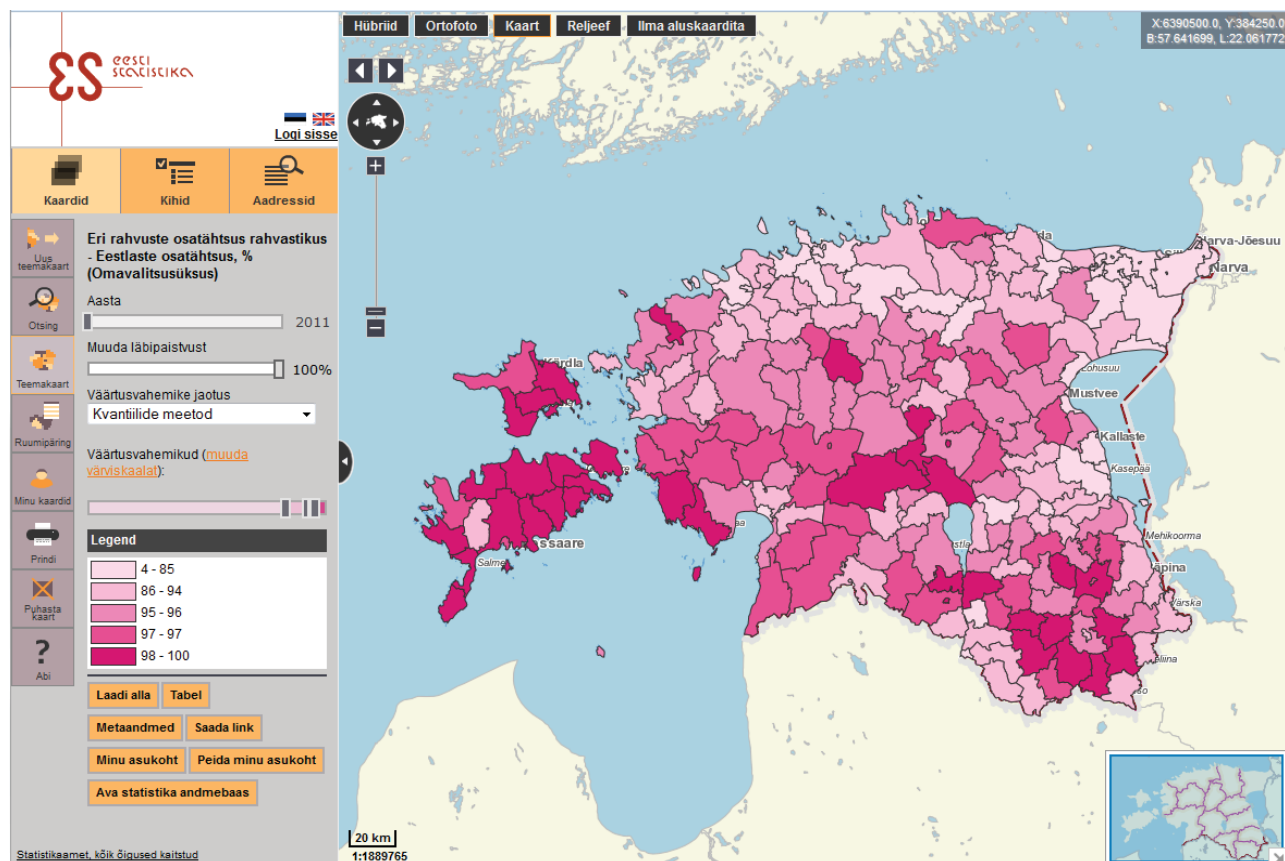 eesti
statistika
Logi sisse
Kaardid
Kihid
Aadressid
Uus
teemakaart
Otsing
Teemakaart
Ruumipäring
Minu kaardid
Prindi
Puhasta
kaart
Abi
Eri rahvuste osatähtsus rahvastikus
- Eestlaste osatähtsus, %
(Omavalitsusüksus)
Aasta
2011
Muuda läbipaistvust
100%
Väärtusvahemike jaotus
Kvantiilide meetod
Väärtusvahemikud (muuda
värviskaalat):
Legend
4 - 85
86 - 94
95 - 96
97 - 97
98 - 100
Laadi alla
Tabel
Metaandmed
Saada link
Minu asukoht
Peida minu asukoht
Ava statistika andmebaas
Statistikaamet, kõik õigused kaitstud
Hübriid
Ortofoto
Kaart
Reljeef
Ilma aluskaardita
X:6390500.0, Y:384250.0
B:57.641699, L:22.061772
Narva
Lohusuu
Mustvee
Kallaste
Kasepää
Mehikoorma
Värska
Salme
20 km
1:1889765